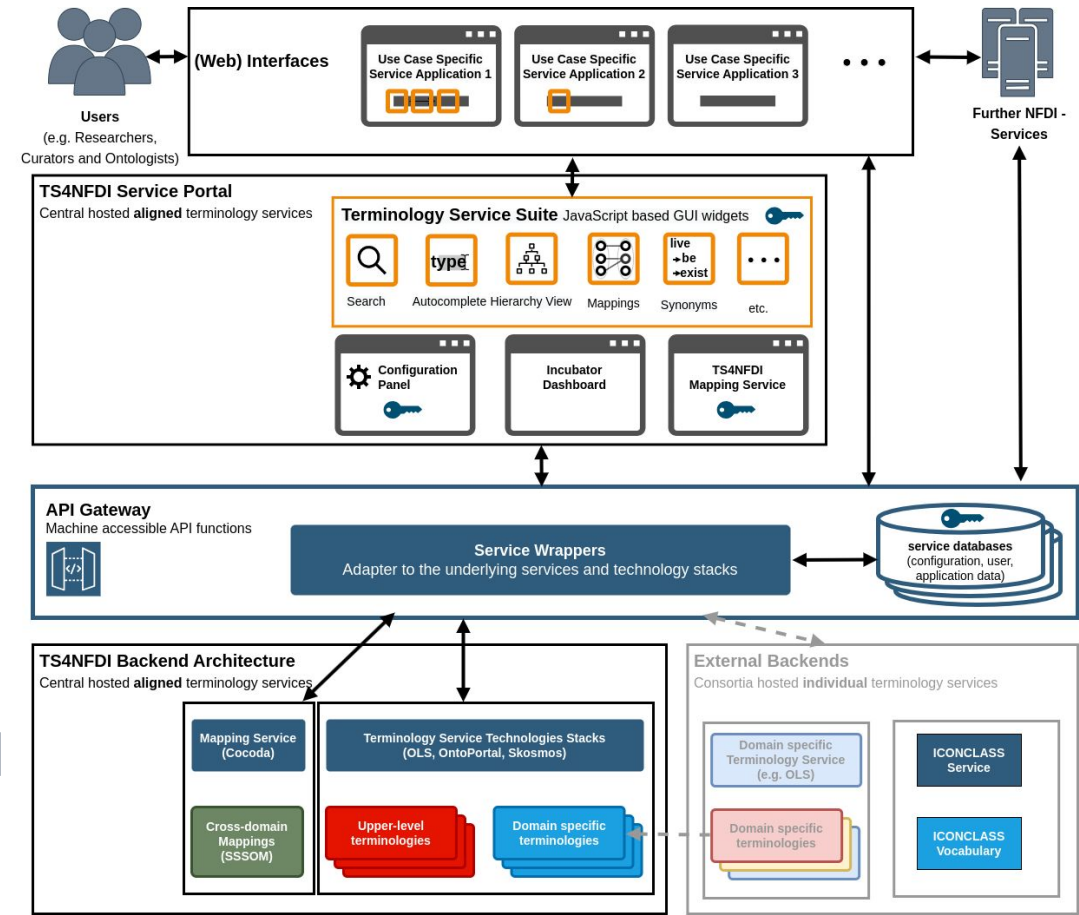 (Web) Interfaces
Use Case Specific
Service Application 1
Use Case Specific
Service Application 2
Use Case Specific
Service Application 3
Users
(e.g. Researchers,
Curators and Ontologists)
Further NFDI -
Services
TS4NFDI Service Portal
Central hosted aligned terminology services
Terminology Service Suite JavaScript based GUI widgets
type
live
be
exist
Search
Autocomplete
Hierarchy View
Mappings
Synonyms
etc.
Configuration
Panel
Incubator
Dashboard
TS4NFDI
Mapping Service
API Gateway
Machine accessible API functions
</>
Service Wrappers
Adapter to the underlying services and technology stacks
service databases
(configuration, user,
application data)
TS4NFDI Backend Architecture
Central hosted aligned terminology services
Mapping Service
(Cocoda)
Terminology Service Technologies Stacks
(OLS, OntoPortal, Skosmos)
Cross-domain
Mappings
(SSSOM)
Upper-level
terminologies
Domain specific
terminologies
External Backends
Consortia hosted individual terminology services
Domain specific
Terminology Service
(e.g. OLS)
Domain specific
terminologies
ICONCLASS
Service
ICONCLASS
Vocabulary